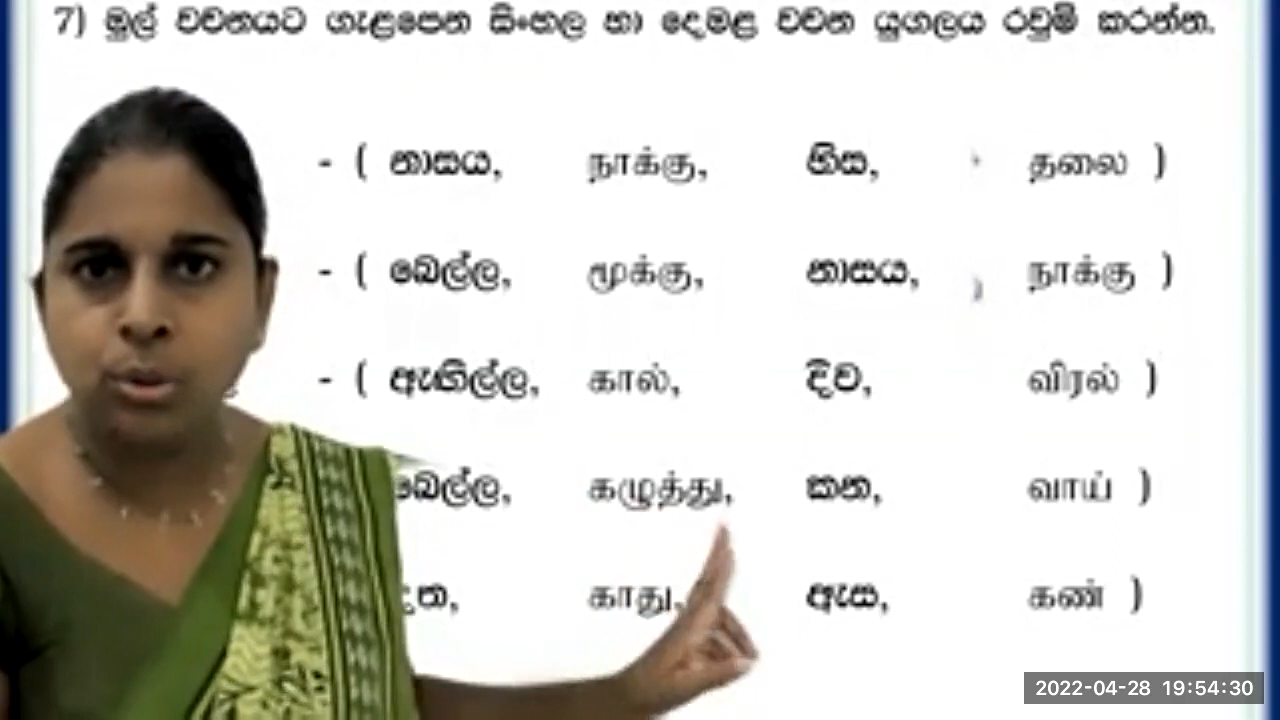 7) මුල් වචනයට ගැළපෙන සිංහල හා දෙමළ වචන යුගලය රවුම් කරන්න.
- ( නාසය, நாக்கு, හිස, தலை )
- ( බෙල්ල, மூக்கு, නාසය, நாக்கு )
- ( ඇඟිල්ල, கால், දිව, விரல் )
බෙල්ල, கழுத்து, කන, வாய் )
காது, ඇස, கண் )
2022-04-28 19:54:30